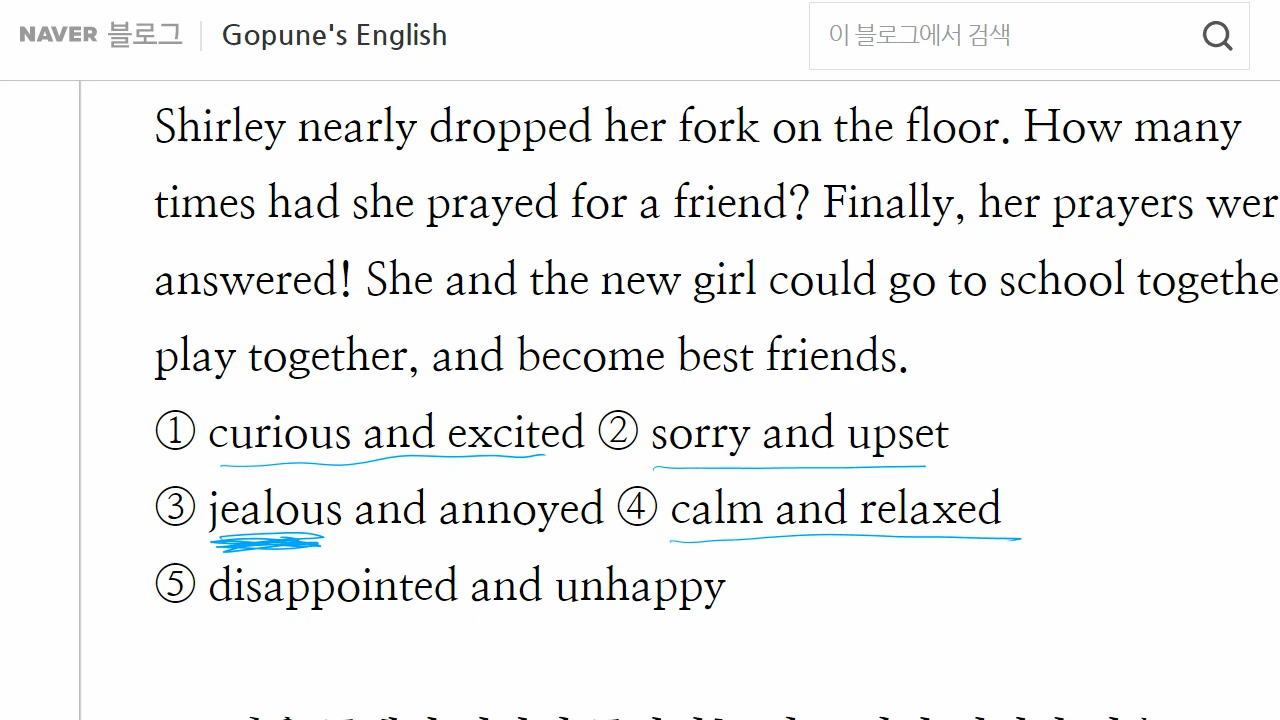 NAVER 블로그 Gopune's English 이 블로그에서 검색
Shirley nearly dropped her fork on the floor. How many
times had she prayed for a friend? Finally, her prayers wer
answered! She and the new girl could go to school togethe
play together, and become best friends.
① curious and excited ② sorry and upset
③ jealous and annoyed ④ calm and relaxed
⑤ disappointed and unhappy